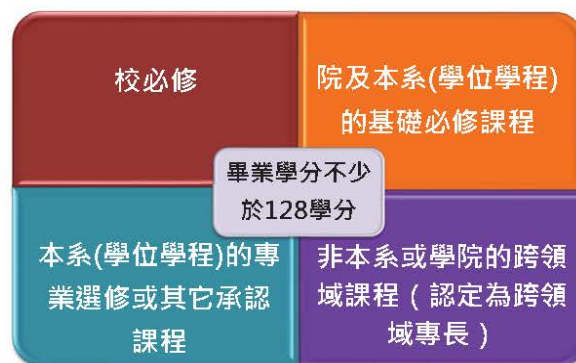 校必修
院及本系(學位學程)
的基礎必修課程
畢業學分不少
於128學分
本系(學位學程)的專
業選修或其它承認
課程
非本系或學院的跨領
域課程（認定為跨領
域專長）